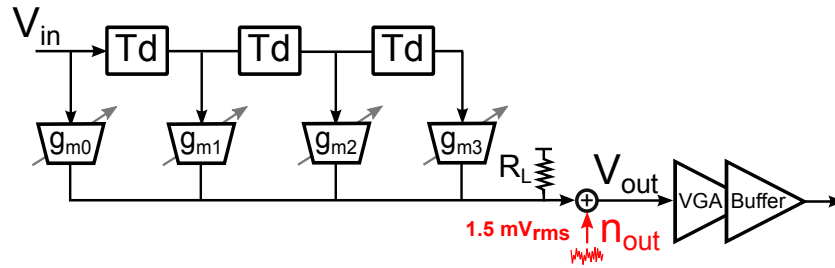 Vin
Td Td Td
gm0 gm1 gm2 gm3
RL
Vout
VGA Buffer
1.5 mVrms nout